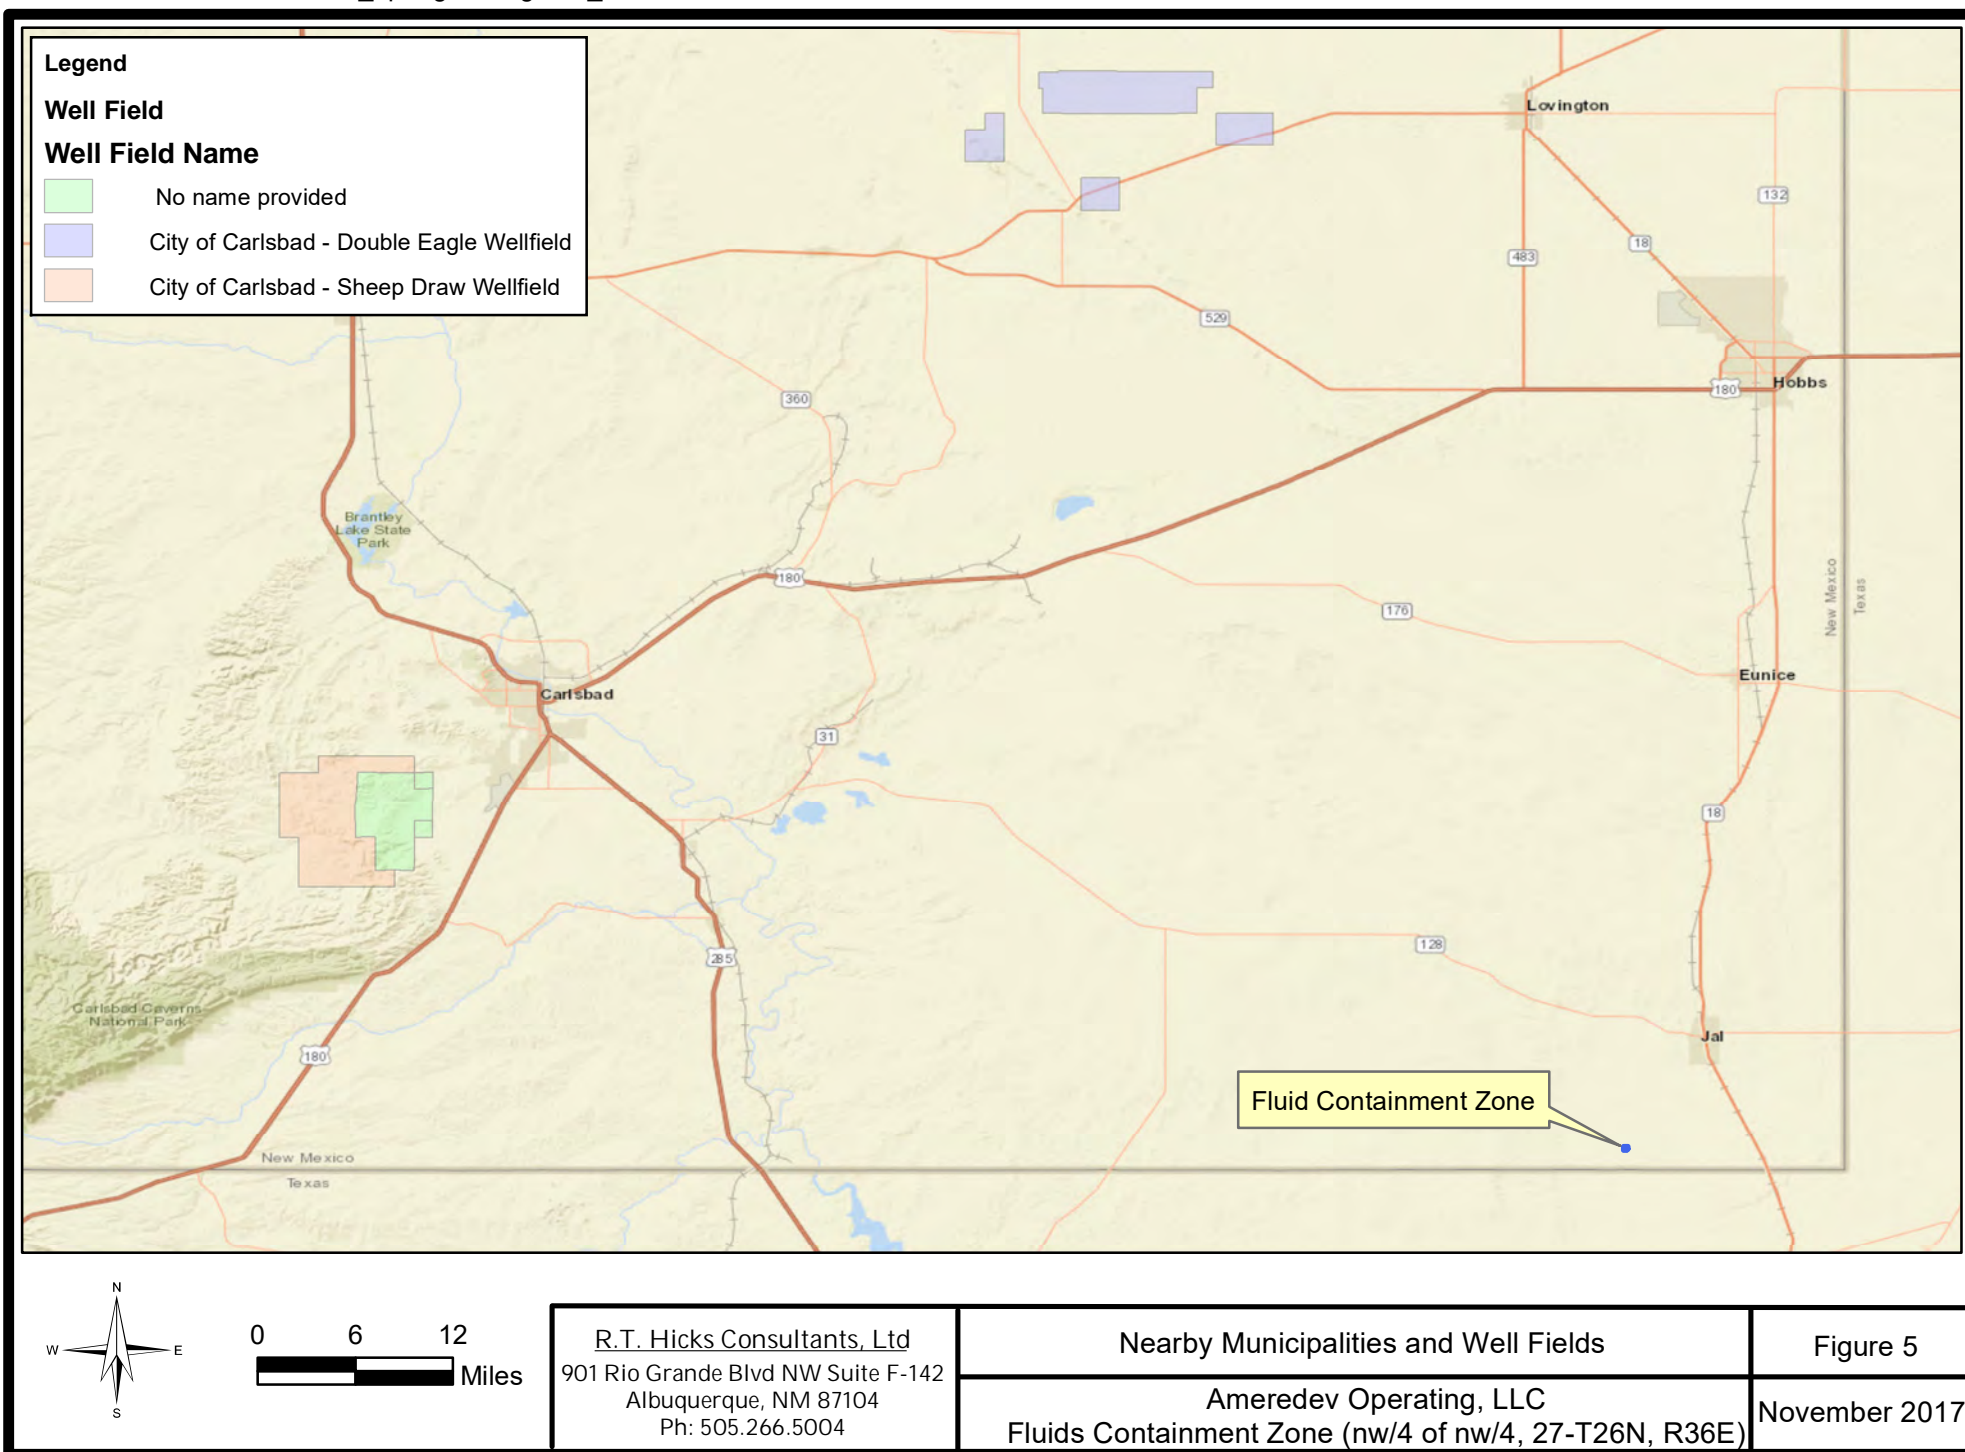 Legend
Well Field
Well Field Name
No name provided
City of Carlsbad - Double Eagle Wellfield
City of Carlsbad - Sheep Draw Wellfield
Lovington
132
18
483
529
360
180
Hobbs
Brantley
Lake State
Park
180
176
New Mexico
Texas
Eunice
Carlsbad
31
18
128
285
Carlsbad Caverns
National Park
Jal
180
Fluid Containment Zone
New Mexico
Texas
N
W
E
S
0 6 12
Miles
R.T. Hicks Consultants, Ltd
901 Rio Grande Blvd NW Suite F-142
Albuquerque, NM 87104
Ph: 505.266.5004
Nearby Municipalities and Well Fields
Ameredev Operating, LLC
Fluids Containment Zone (nw/4 of nw/4, 27-T26N, R36E)
Figure 5
November 2017